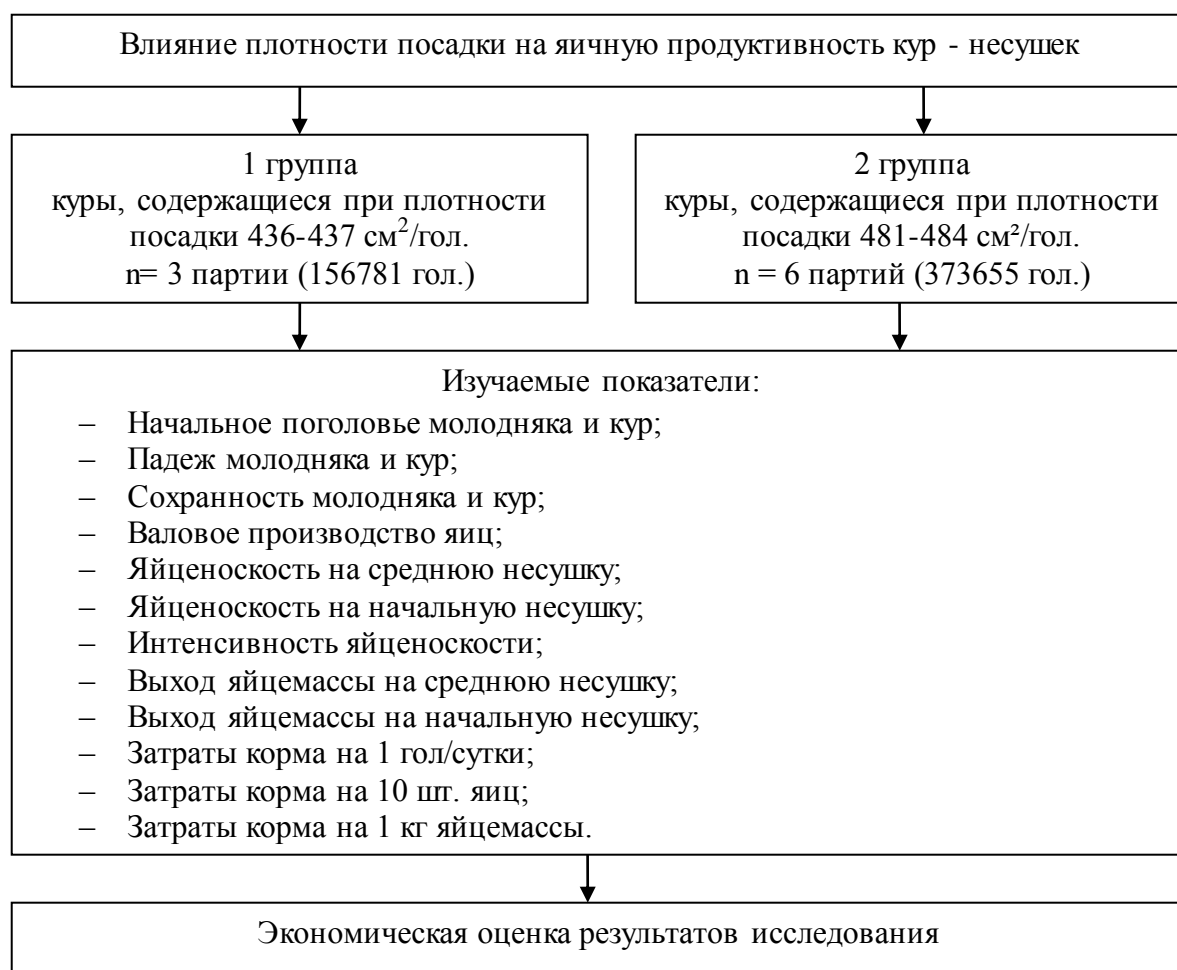 Влияние плотности посадки на яичную продуктивность кур - несушек
1 группа
куры, содержащиеся при плотности
посадки 436-437 см²/гол.
n= 3 партии (156781 гол.)
2 группа
куры, содержащиеся при плотности
посадки 481-484 см²/гол.
n = 6 партий (373655 гол.)
Изучаемые показатели:
– Начальное поголовье молодняка и кур;
– Падеж молодняка и кур;
– Сохранность молодняка и кур;
– Валовое производство яиц;
– Яйценоскость на среднюю несушку;
– Яйценоскость на начальную несушку;
– Интенсивность яйценоскости;
– Выход яйцемассы на среднюю несушку;
– Выход яйцемассы на начальную несушку;
– Затраты корма на 1 гол/сутки;
– Затраты корма на 10 шт. яиц;
– Затраты корма на 1 кг яйцемассы.
Экономическая оценка результатов исследования